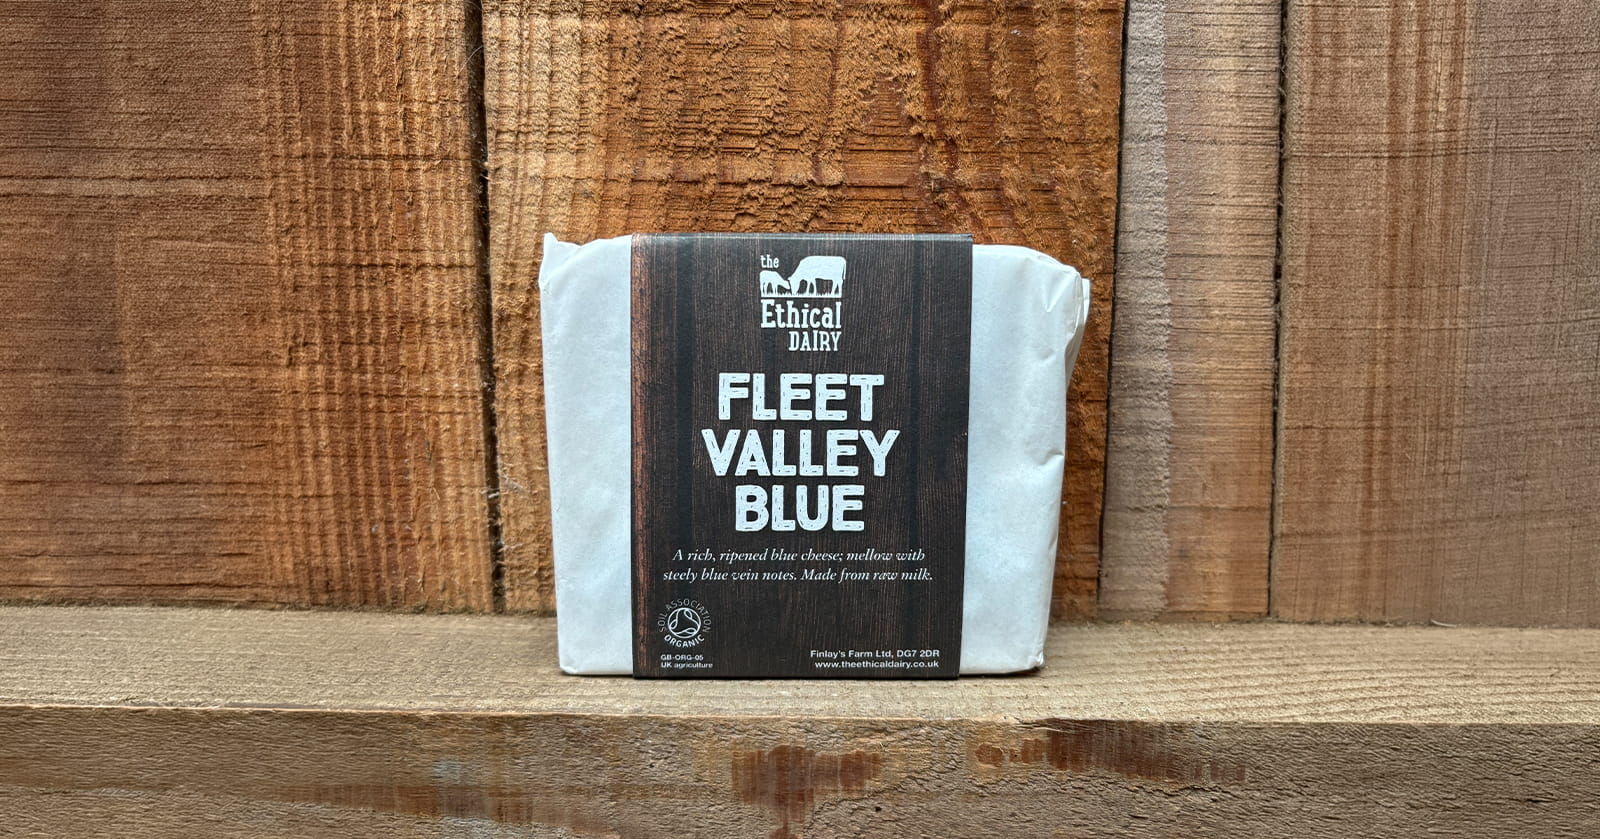 the
Ethical
DAIRY
FLEET
VALLEY
BLUE
A rich, ripened blue cheese; mellow with
steely blue vein notes. Made from raw milk.
SOIL ASSOCIATION
ORGANIC
GB-ORG-05
UK agriculture
Finlay's Farm Ltd, DG7 2DR
www.theethicaldairy.co.uk